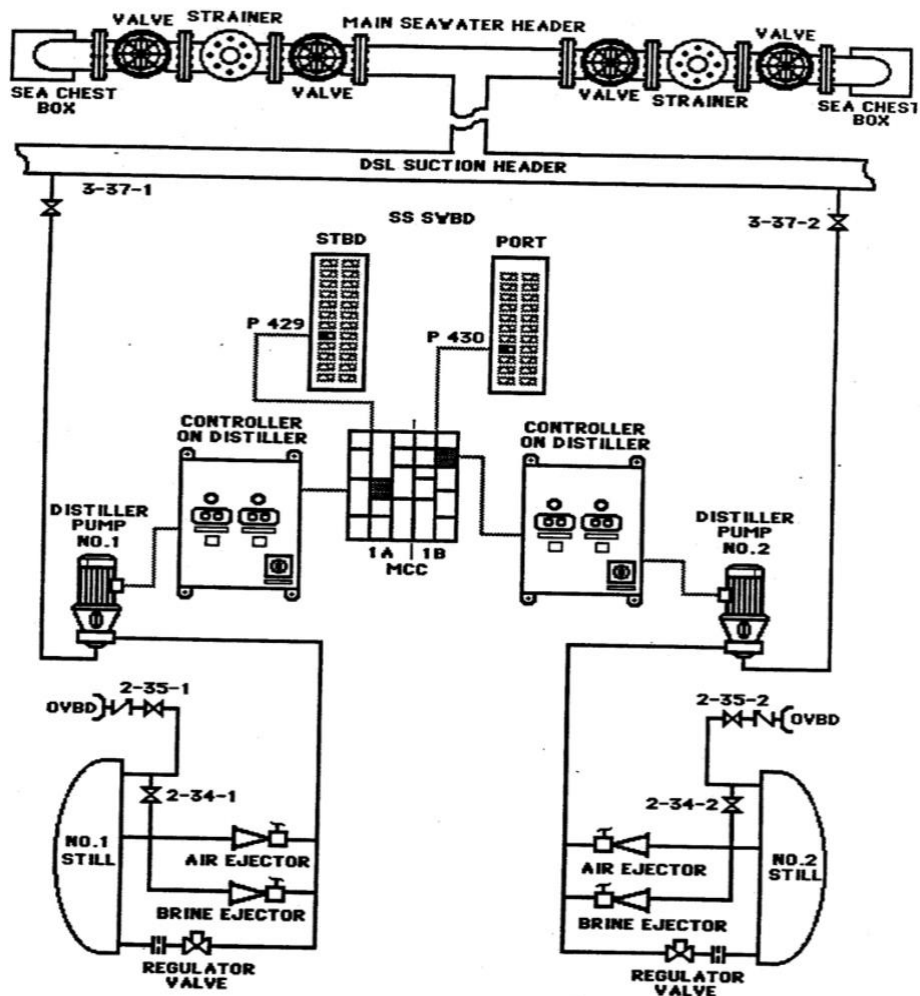 VALVE
STRAINER
MAIN SEAWATER HEADER
VALVE
VALVE
VALVE
STRAINER
SEA CHEST
BOX
SEA CHEST
BOX
DSL SUCTION HEADER
3-37-1
3-37-2
SS SWBD
STBD
PORT
P 429
P 430
CONTROLLER
ON DISTILLER
CONTROLLER
ON DISTILLER
DISTILLER
PUMP
NO.1
DISTILLER
PUMP
NO.2
1A
1B
MCC
2-35-1
OVBD
2-35-2
OVBD
2-34-1
2-34-2
NO.1
STILL
AIR EJECTOR
AIR EJECTOR
NO.2
STILL
BRINE EJECTOR
BRINE EJECTOR
REGULATOR
VALVE
REGULATOR
VALVE